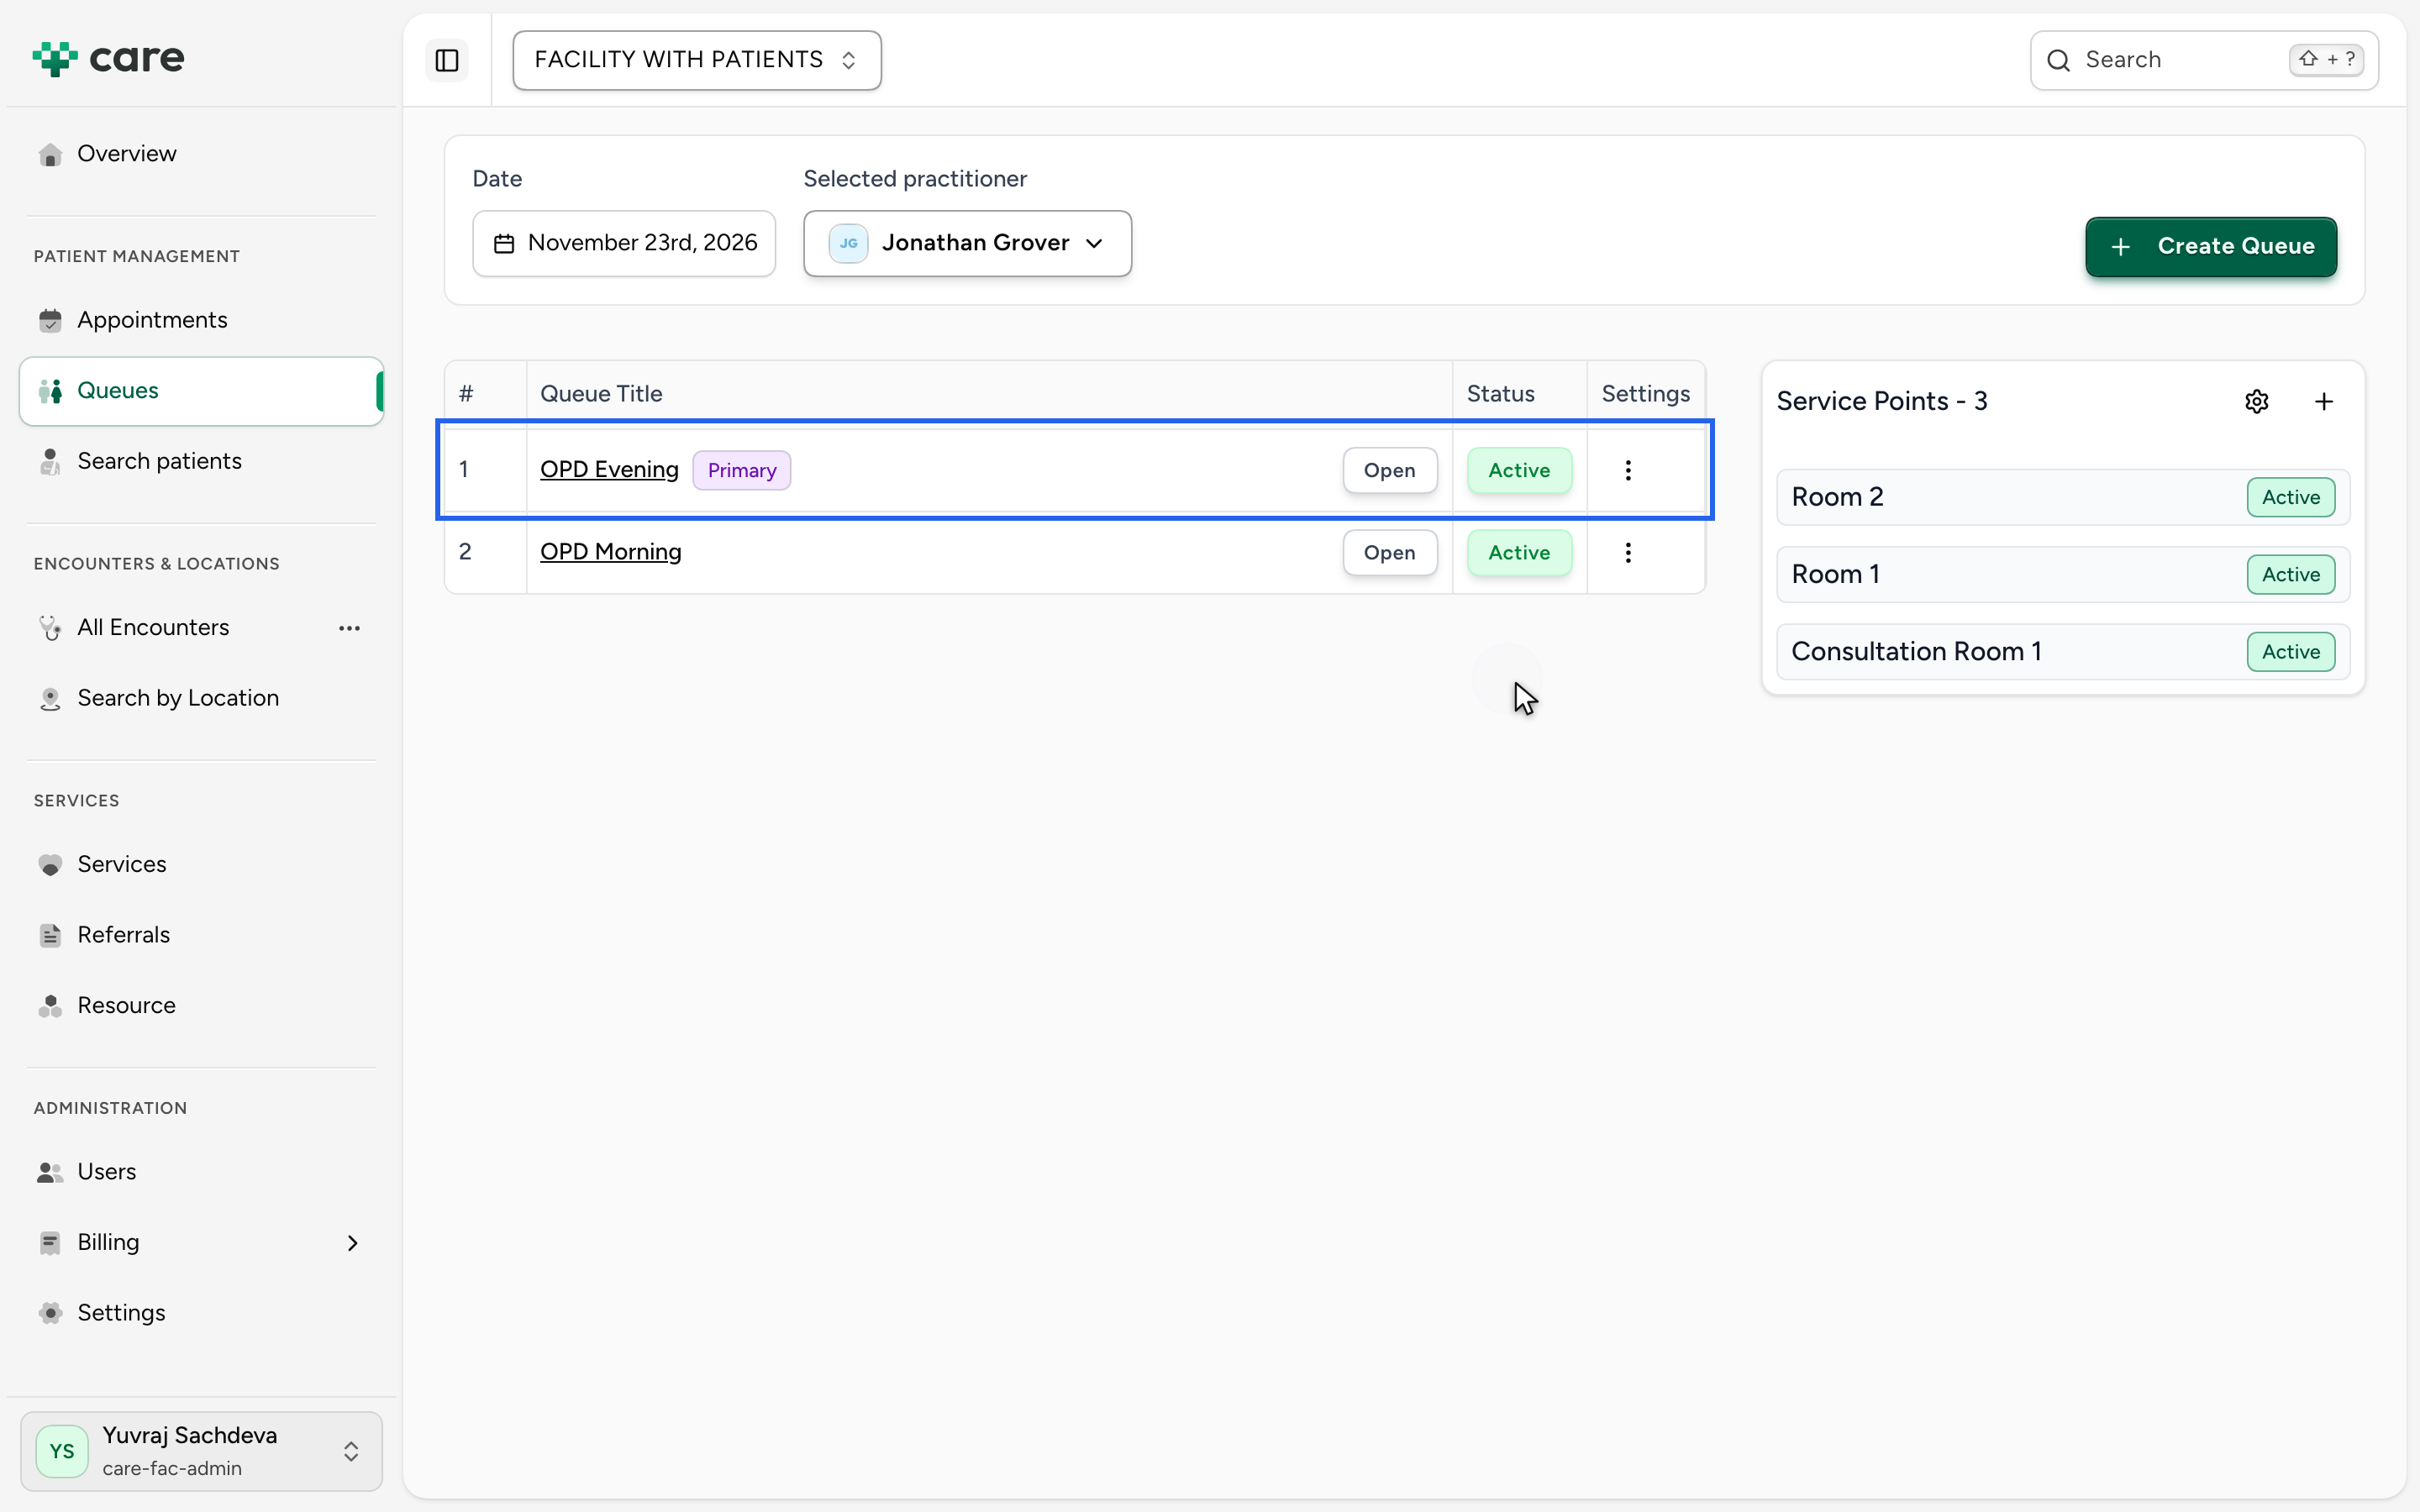 care
FACILITY WITH PATIENTS
Search
+ ?
Overview
PATIENT MANAGEMENT
Appointments
Queues
Search patients
ENCOUNTERS & LOCATIONS
All Encounters
Search by Location
SERVICES
Services
Referrals
Resource
ADMINISTRATION
Users
Billing
Settings
YS
Yuvraj Sachdeva
care-fac-admin
Date
Selected practitioner
November 23rd, 2026
JG
Jonathan Grover
+ Create Queue
# Queue Title Status Settings
1 OPD Evening Primary Open Active
2 OPD Morning Open Active
Service Points - 3
Room 2 Active
Room 1 Active
Consultation Room 1 Active